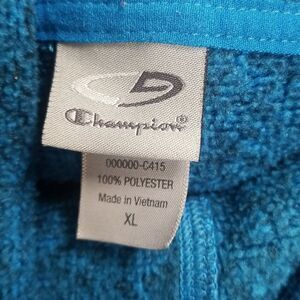 Champion®
000000-C415
100% POLYESTER
Made in Vietnam
XL